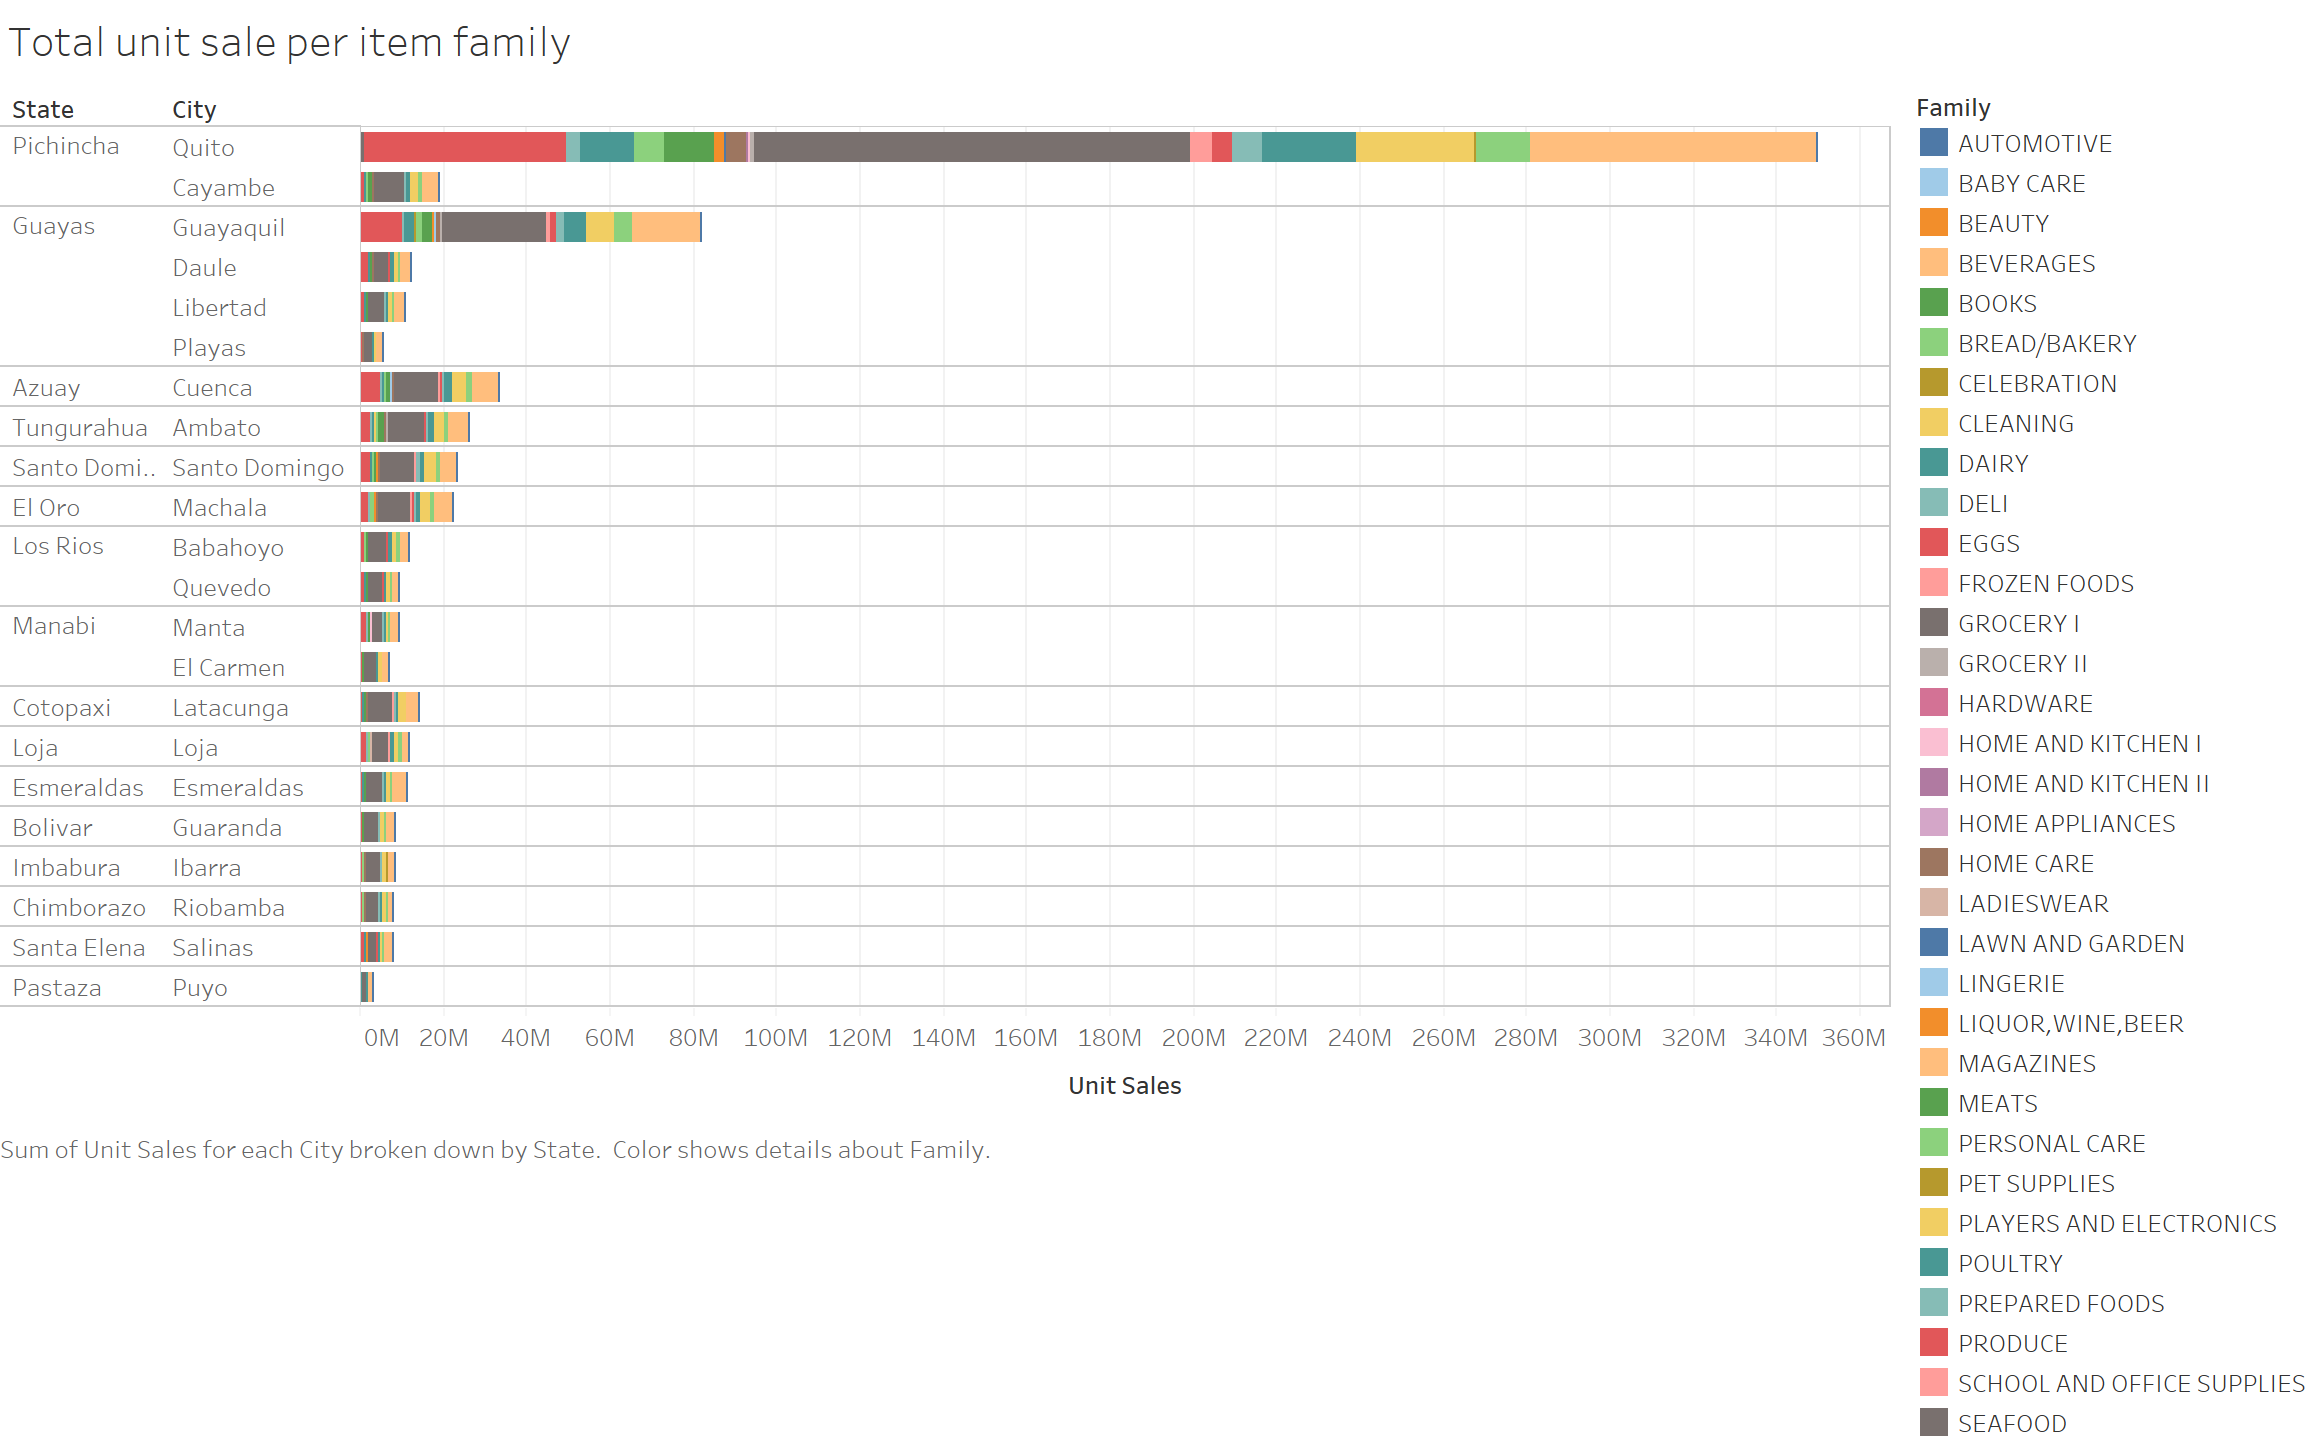 Total unit sale per item family
State City
Pichincha Quito
Cayambe
Guayas Guayaquil
Daule
Libertad
Playas
Azuay Cuenca
Tungurahua Ambato
Santo Domi.. Santo Domingo
El Oro Machala
Los Rios Babahoyo
Quevedo
Manabi Manta
El Carmen
Cotopaxi Latacunga
Loja Loja
Esmeraldas Esmeraldas
Bolivar Guaranda
Imbabura Ibarra
Chimborazo Riobamba
Santa Elena Salinas
Pastaza Puyo
0M 20M 40M 60M 80M 100M 120M 140M 160M 180M 200M 220M 240M 260M 280M 300M 320M 340M 360M
Unit Sales
Sum of Unit Sales for each City broken down by State. Color shows details about Family.
Family
AUTOMOTIVE
BABY CARE
BEAUTY
BEVERAGES
BOOKS
BREAD/BAKERY
CELEBRATION
CLEANING
DAIRY
DELI
EGGS
FROZEN FOODS
GROCERY I
GROCERY II
HARDWARE
HOME AND KITCHEN I
HOME AND KITCHEN II
HOME APPLIANCES
HOME CARE
LADIESWEAR
LAWN AND GARDEN
LINGERIE
LIQUOR,WINE,BEER
MAGAZINES
MEATS
PERSONAL CARE
PET SUPPLIES
PLAYERS AND ELECTRONICS
POULTRY
PREPARED FOODS
PRODUCE
SCHOOL AND OFFICE SUPPLIES
SEAFOOD